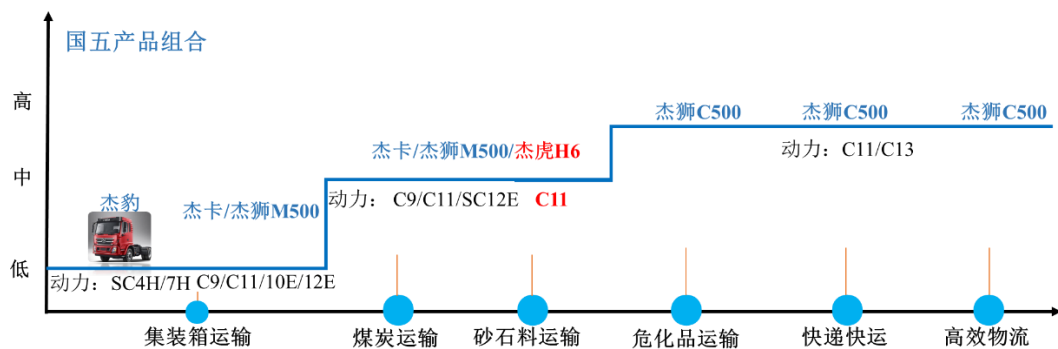 国五产品组合
高
杰狮C500 杰狮C500 杰狮C500
杰卡/杰狮M500/杰虎H6
动力：C11/C13
中
动力：C9/C11/SC12E C11
杰豹
杰卡/杰狮M500
低
动力：SC4H/7H C9/C11/10E/12E
集装箱运输 煤炭运输 砂石料运输 危化品运输 快递快运 高效物流